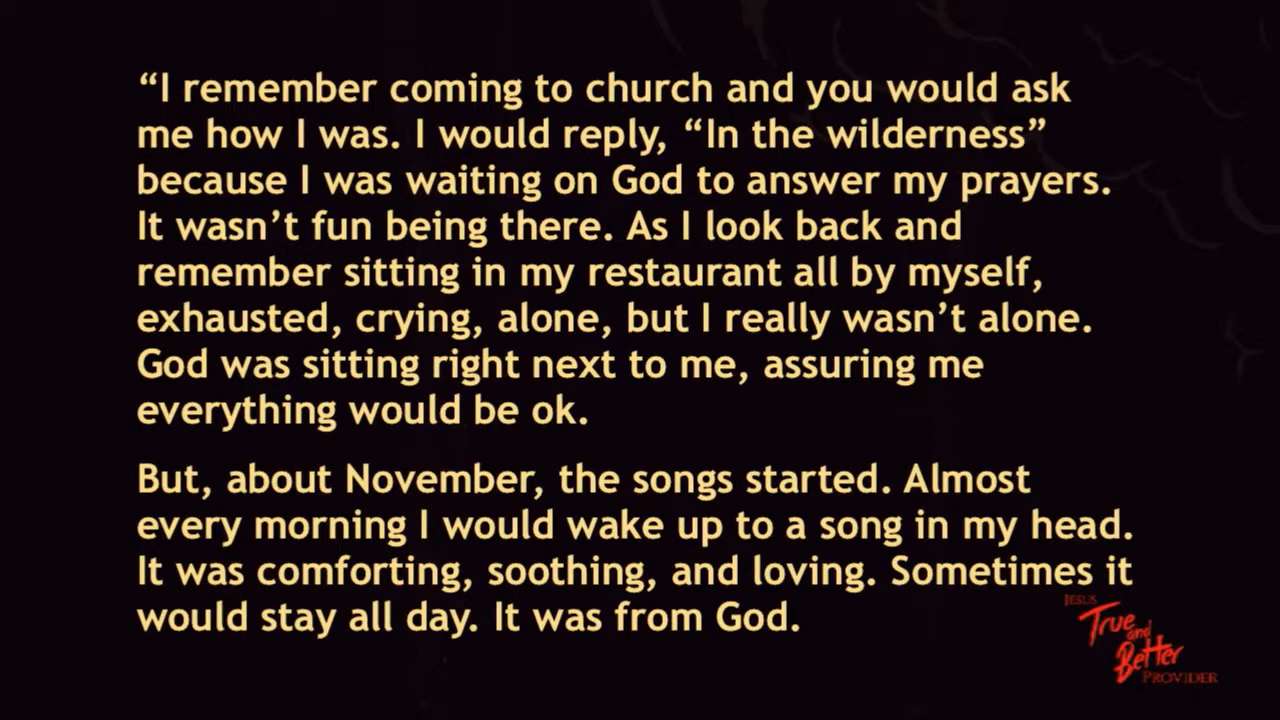 “I remember coming to church and you would ask
me how I was. I would reply, “In the wilderness”
because I was waiting on God to answer my prayers.
It wasn’t fun being there. As I look back and
remember sitting in my restaurant all by myself,
exhausted, crying, alone, but I really wasn’t alone.
God was sitting right next to me, assuring me
everything would be ok.
But, about November, the songs started. Almost
every morning I would wake up to a song in my head.
It was comforting, soothing, and loving. Sometimes it
would stay all day. It was from God.
JESUS
True
and
Better
PROVIDER